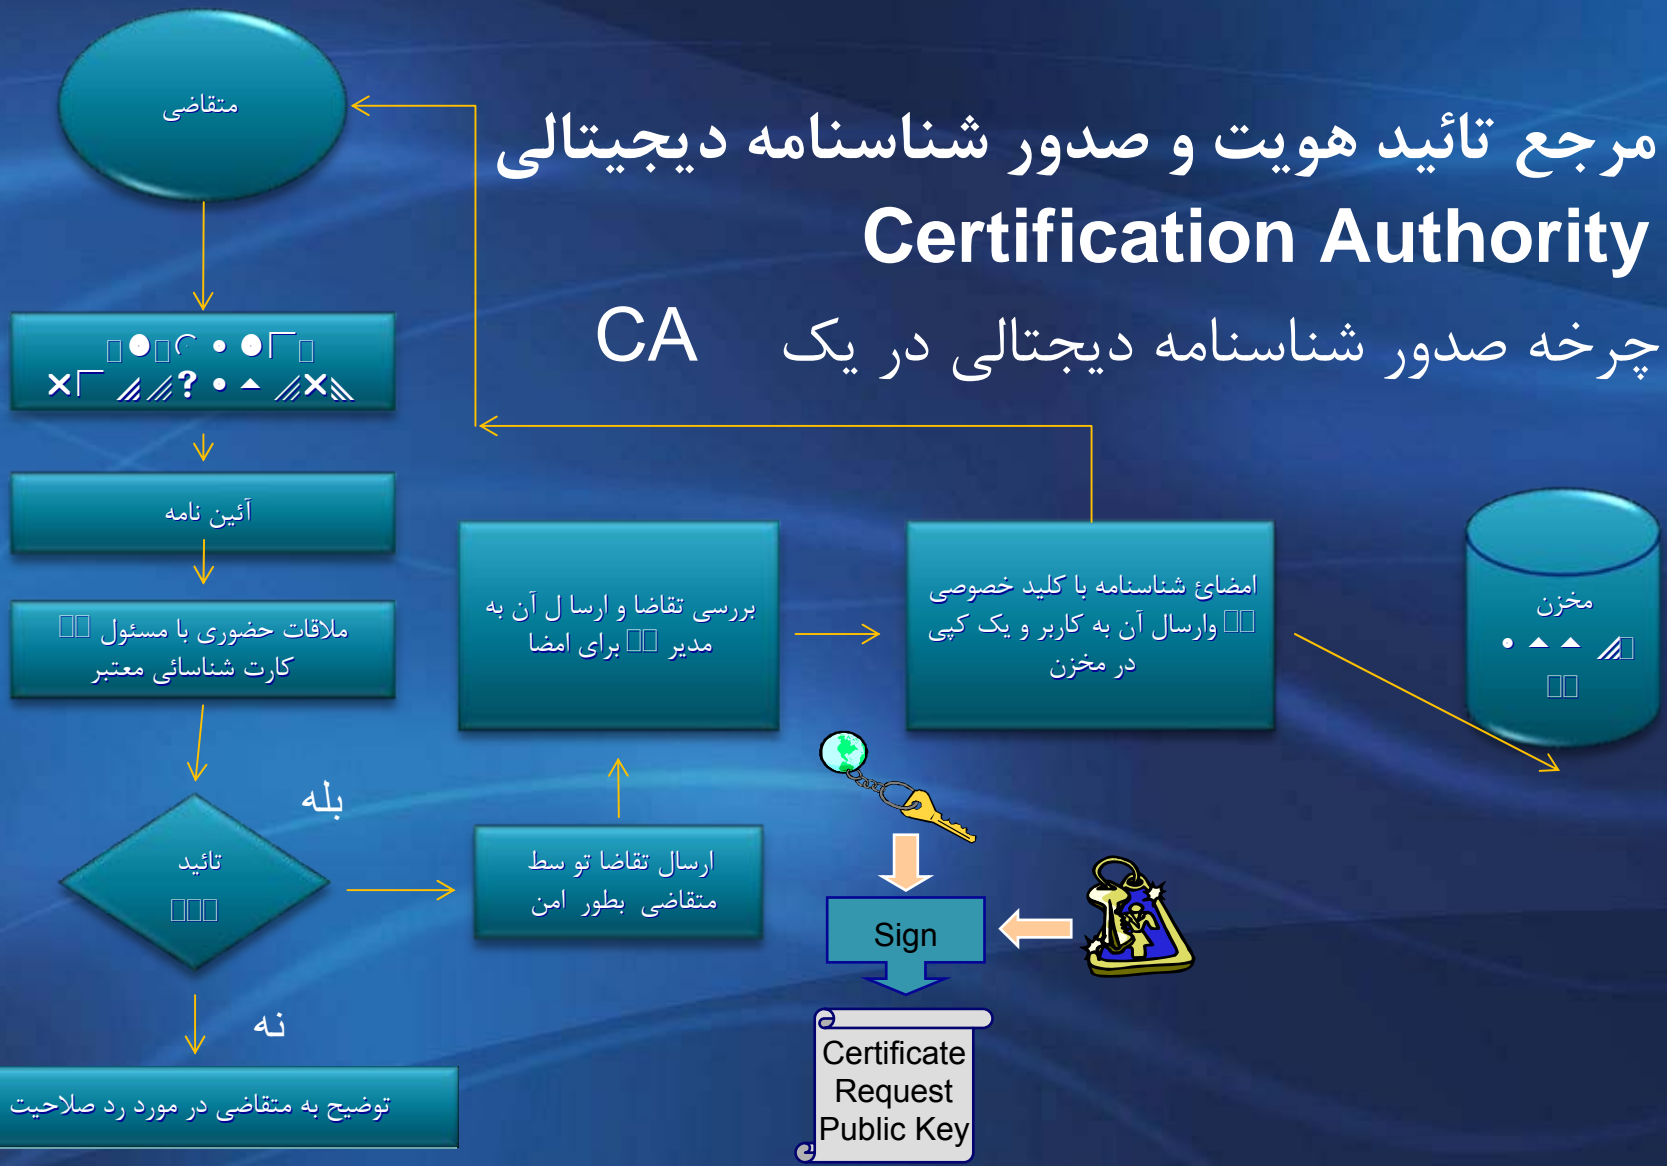 مرجع تائید هویت و صدور شناسنامه دیجیتالی
Certification Authority
چرخه صدور شناسنامه دیجتالی در یک CA
متقاضی
آئین نامه
ملاقات حضوری با مسئول
کارت شناسائی معتبر
تائید
بله
نه
توضیح به متقاضی در مورد رد صلاحیت
ارسال تقاضا تو سط
متقاضی بطور امن
بررسی تقاضا و ارسا ل آن به
مدیر برای امضا
امضائ شناسنامه با کلید خصوصی
وارسال آن به کاربر و یک کپی
در مخزن
مخزن
Sign
Certificate
Request
Public Key